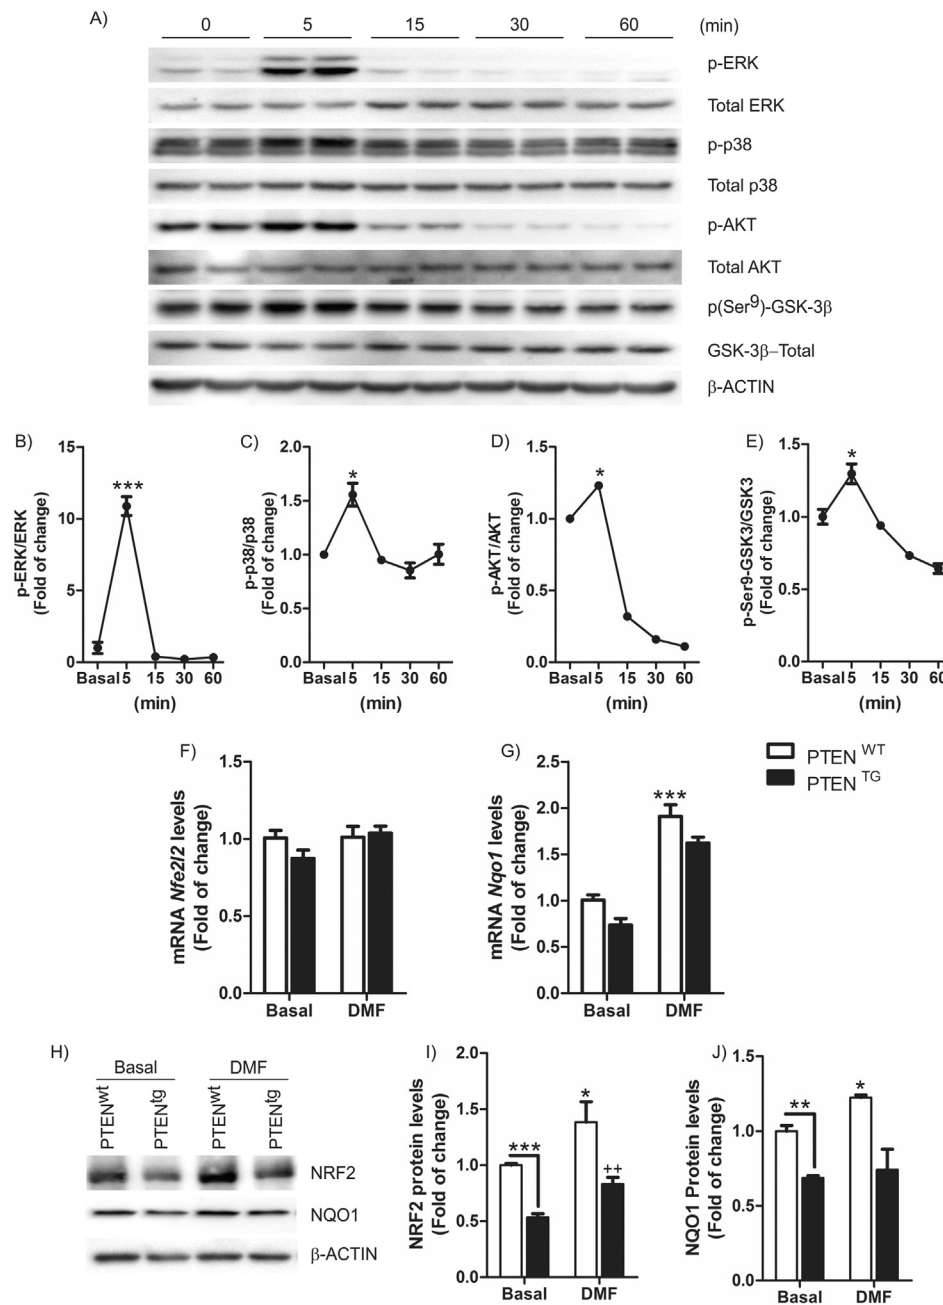 A)
0 5 15 30 60 (min)
p-ERK
Total ERK
p-p38
Total p38
p-AKT
Total AKT
p(Ser9)-GSK-3β
GSK-3β–Total
β-ACTIN
B)
p-ERK/ERK
(Fold of change)
15
10
5
0
***
Basal 5 15 30 60
(min)
C)
p-p38/p38
(Fold of change)
2.0
1.5
1.0
0.5
0.0
*
Basal 5 15 30 60
(min)
D)
p-AKT/AKT
(Fold of change)
1.5
1.0
0.5
0.0
*
Basal 5 15 30 60
(min)
E)
p-Ser9-GSK3/GSK3
(Fold of change)
1.5
1.0
0.5
0.0
*
Basal 5 15 30 60
(min)
F)
mRNA Nfe2l2 levels
(Fold of change)
1.5
1.0
0.5
0.0
Basal DMF
G)
mRNA Nqo1 levels
(Fold of change)
2.5
2.0
1.5
1.0
0.5
0.0
***
Basal DMF
PTEN WT
PTEN TG
H)
Basal DMF
PTENwt PTENtg PTENwt PTENtg
NRF2
NQO1
β-ACTIN
I)
NRF2 protein levels
(Fold of change)
2.0
1.5
1.0
0.5
0.0
***
*
++
Basal DMF
J)
NQO1 Protein levels
(Fold of change)
1.5
1.0
0.5
0.0
**
*
Basal DMF